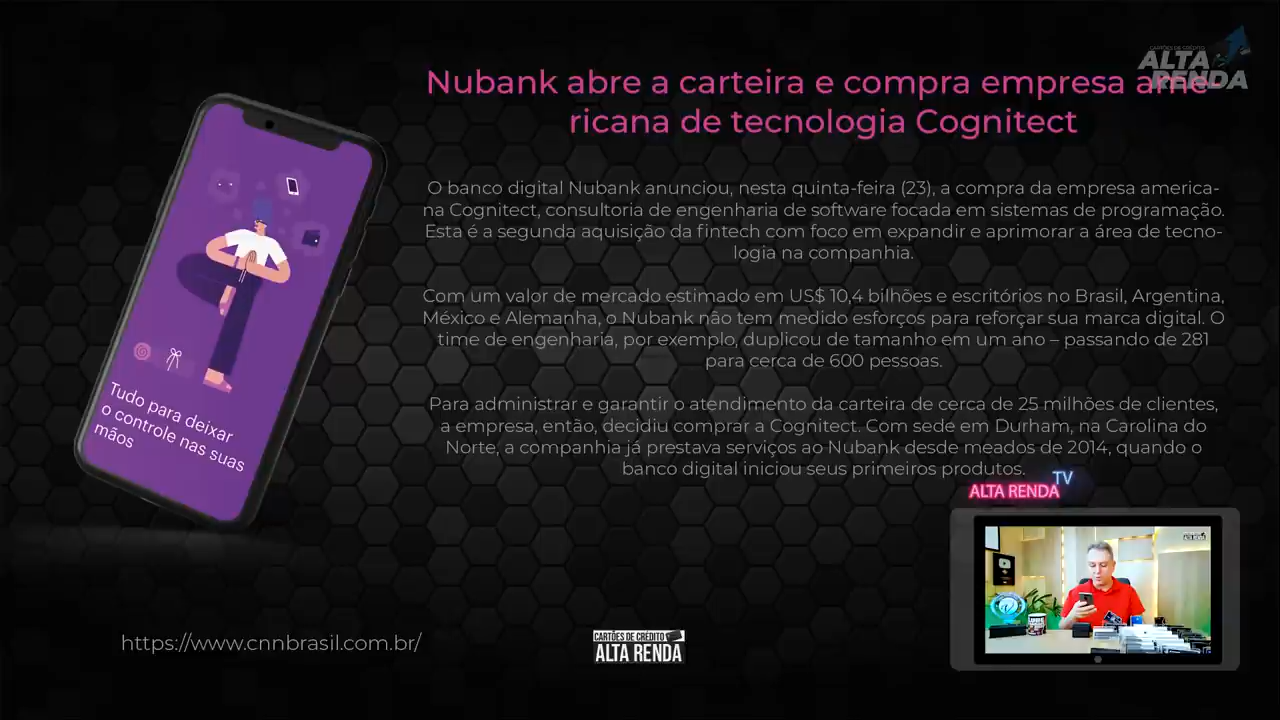 CARTÕES DE CRÉDITO
ALTA
RENDA
Nubank abre a carteira e compra empresa ame-
ricana de tecnologia Cognitect
O banco digital Nubank anunciou, nesta quinta-feira (23), a compra da empresa america-
na Cognitect, consultoria de engenharia de software focada em sistemas de programação.
Esta é a segunda aquisição da fintech com foco em expandir e aprimorar a área de tecno-
logia na companhia.
Com um valor de mercado estimado em US$ 10,4 bilhões e escritórios no Brasil, Argentina,
México e Alemanha, o Nubank não tem medido esforços para reforçar sua marca digital. O
time de engenharia, por exemplo, duplicou de tamanho em um ano – passando de 281
para cerca de 600 pessoas.
Para administrar e garantir o atendimento da carteira de cerca de 25 milhões de clientes,
a empresa, então, decidiu comprar a Cognitect. Com sede em Durham, na Carolina do
Norte, a companhia já prestava serviços ao Nubank desde meados de 2014, quando o
banco digital iniciou seus primeiros produtos.
Tudo para deixar
o controle nas suas
mãos
TV
ALTA RENDA
https://www.cnnbrasil.com.br/
CARTÕES DE CRÉDITO
ALTA RENDA